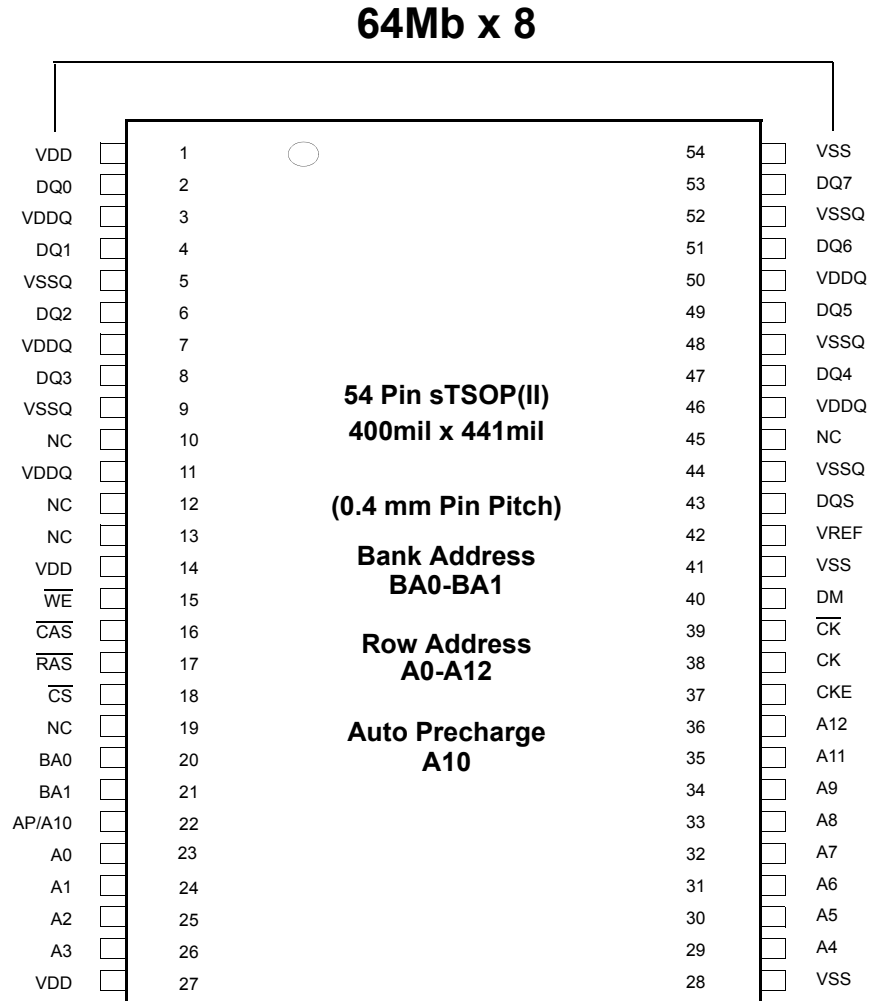 64Mb x 8
VDD 1 54 VSS
DQ0 2 53 DQ7
VDDQ 3 52 VSSQ
DQ1 4 51 DQ6
VSSQ 5 50 VDDQ
DQ2 6 49 DQ5
VDDQ 7 48 VSSQ
DQ3 8 47 DQ4
VSSQ 9 46 VDDQ
NC 10 45 NC
VDDQ 11 44 VSSQ
NC 12 43 DQS
NC 13 42 VREF
VDD 14 41 VSS
W̅E̅ 15 40 DM
C̅A̅S̅ 16 39 C̅K̅
R̅A̅S̅ 17 38 CK
C̅S̅ 18 37 CKE
NC 19 36 A12
BA0 20 35 A11
BA1 21 34 A9
AP/A10 22 33 A8
A0 23 32 A7
A1 24 31 A6
A2 25 30 A5
A3 26 29 A4
VDD 27 28 VSS
54 Pin sTSOP(II)
400mil x 441mil
(0.4 mm Pin Pitch)
Bank Address
BA0-BA1
Row Address
A0-A12
Auto Precharge
A10